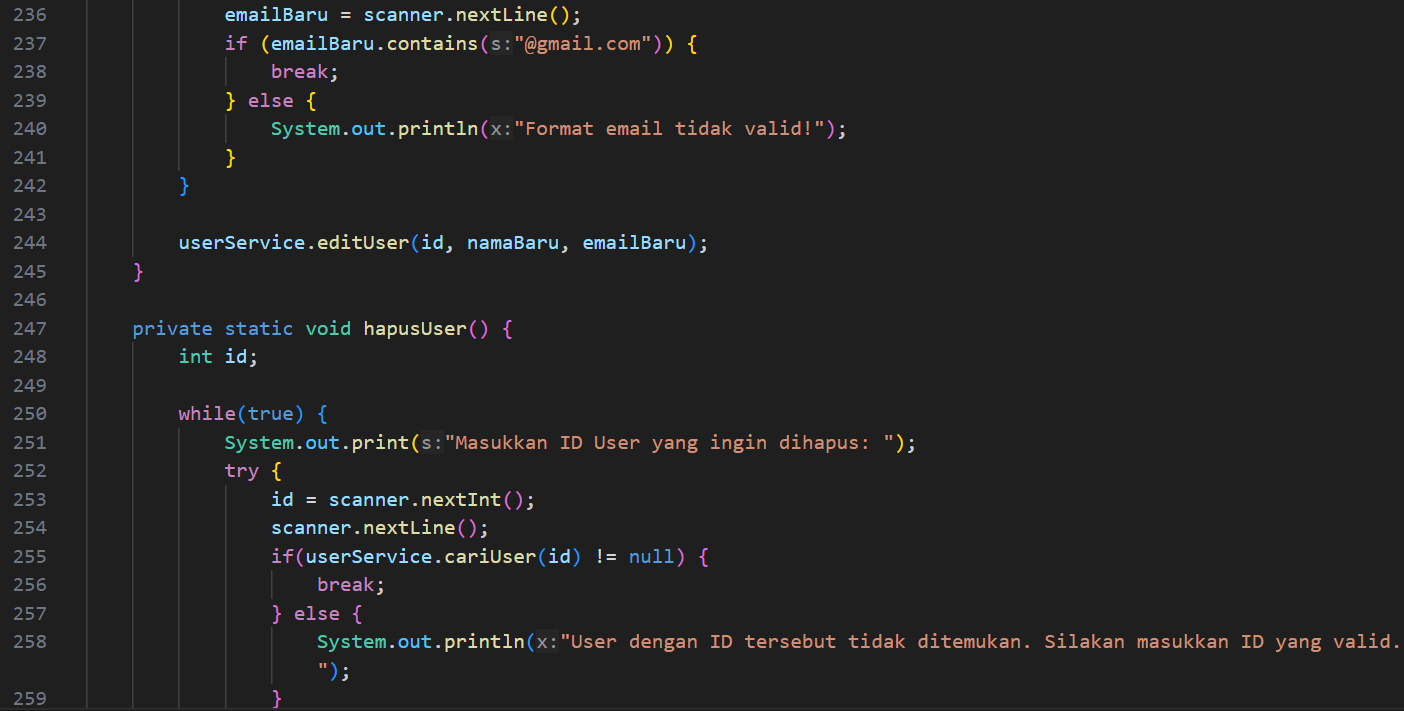 236 emailBaru = scanner.nextLine();
237 if (emailBaru.contains(s:"@gmail.com")) {
238 break;
239 } else {
240 System.out.println(x:"Format email tidak valid!");
241 }
242 }
243
244 userService.editUser(id, namaBaru, emailBaru);
245 }
246
247 private static void hapusUser() {
248 int id;
249
250 while(true) {
251 System.out.print(s:"Masukkan ID User yang ingin dihapus: ");
252 try {
253 id = scanner.nextInt();
254 scanner.nextLine();
255 if(userService.cariUser(id) != null) {
256 break;
257 } else {
258 System.out.println(x:"User dengan ID tersebut tidak ditemukan. Silakan masukkan ID yang valid.
");
259 }